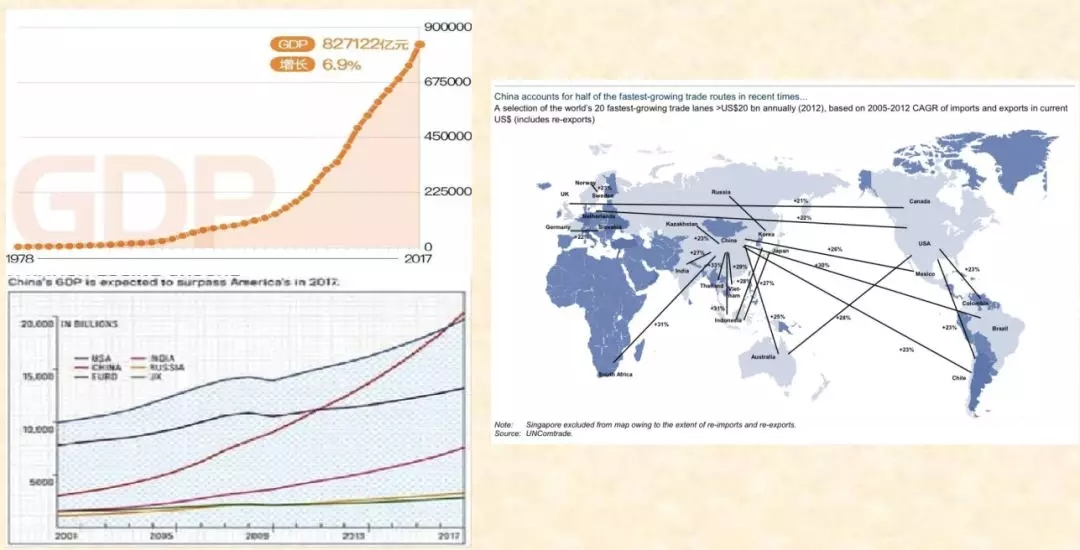 900000
GDP 827122亿元
增长 6.9%
675000
450000
GDP
225000
0
1978
2017
China's GDP is expected to surpass America's in 2017.
20,000 IN BILLIONS
USA INDIA
CHINA RUSSIA
EURO UK
15,000
10,000
5000
2001 2005 2009 2013 2017
China accounts for half of the fastest-growing trade routes in recent times...
A selection of the world's 20 fastest-growing trade lanes >US$20 bn annually (2012), based on 2005-2012 CAGR of imports and exports in current
US$ (includes re-exports)
Norway
+23%
UK
Sweden
Russia
+21%
Canada
Netherlands
+22%
Germany
Slovakia
+22%
Kazakhstan
Korea
+23%
China
USA
Japan
+26%
+27%
+30%
India
+33%
+29%
Mexico
+23%
Thailand
+28%
+27%
Viet-
nam
Colombia
+31%
Indonesia
+25%
+24%
+23%
Brazil
+31%
+23%
Australia
South Africa
Chile
Note: Singapore excluded from map owing to the extent of re-imports and re-exports.
Source: UNComtrade.